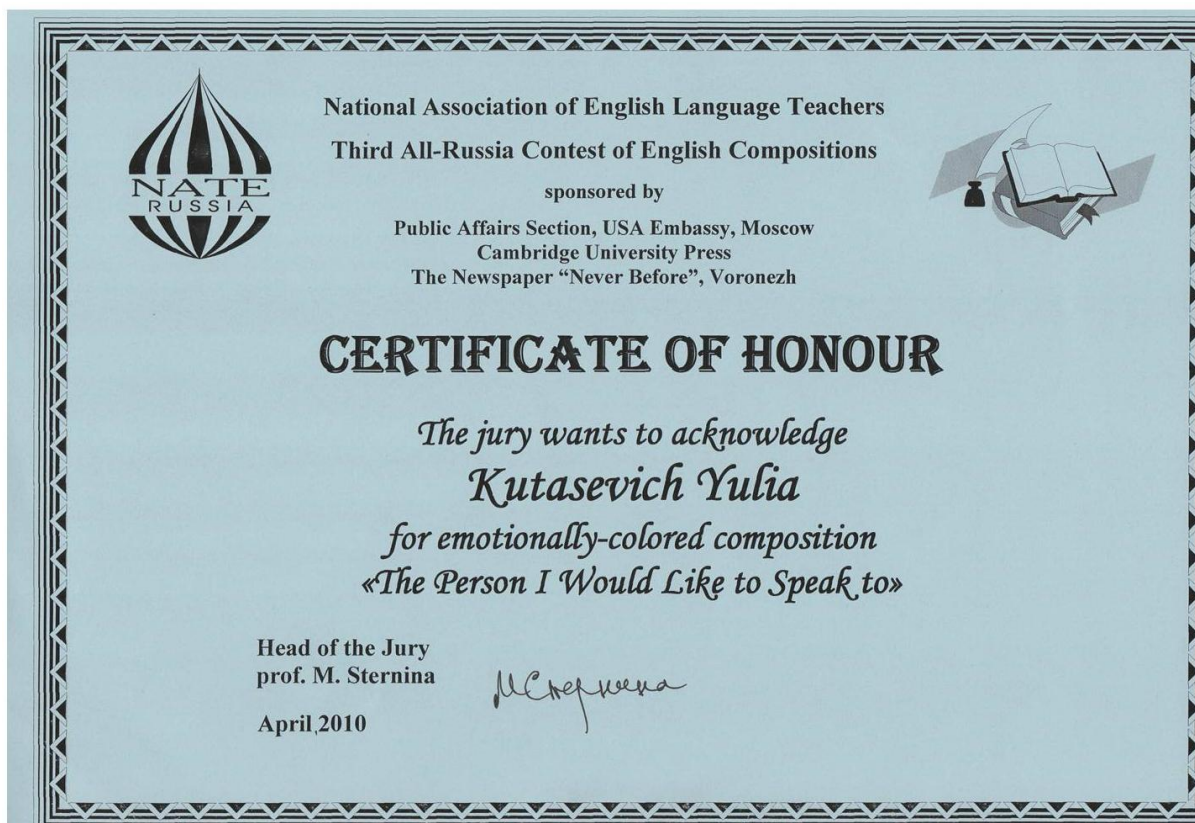 NATE
RUSSIA
National Association of English Language Teachers
Third All-Russia Contest of English Compositions
sponsored by
Public Affairs Section, USA Embassy, Moscow
Cambridge University Press
The Newspaper “Never Before”, Voronezh
CERTIFICATE OF HONOUR
The jury wants to acknowledge
Kutasevich Yulia
for emotionally-colored composition
«The Person I Would Like to Speak to»
Head of the Jury
prof. M. Sternina
МСтернина
April,2010